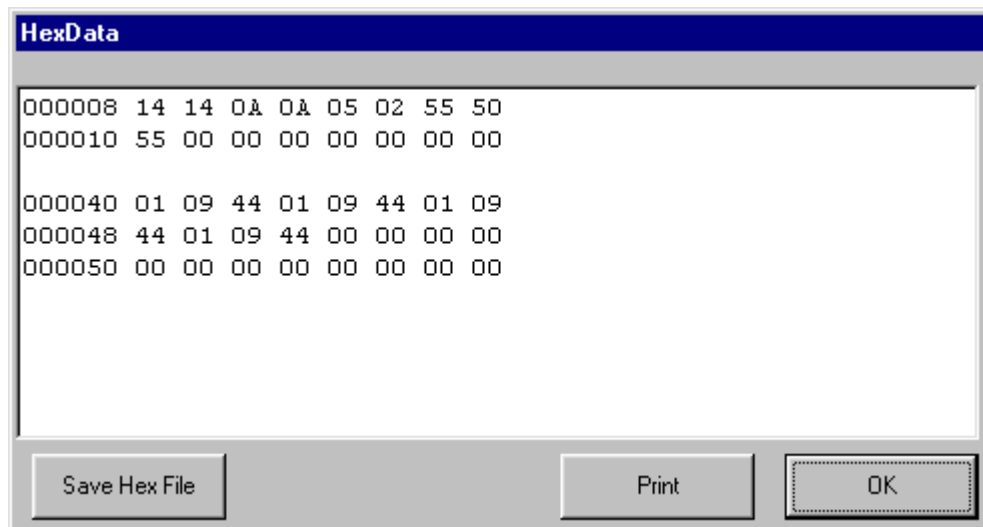 HexData
000008 14 14 0A 0A 05 02 55 50
000010 55 00 00 00 00 00 00 00
000040 01 09 44 01 09 44 01 09
000048 44 01 09 44 00 00 00 00
000050 00 00 00 00 00 00 00 00
Save Hex File Print OK